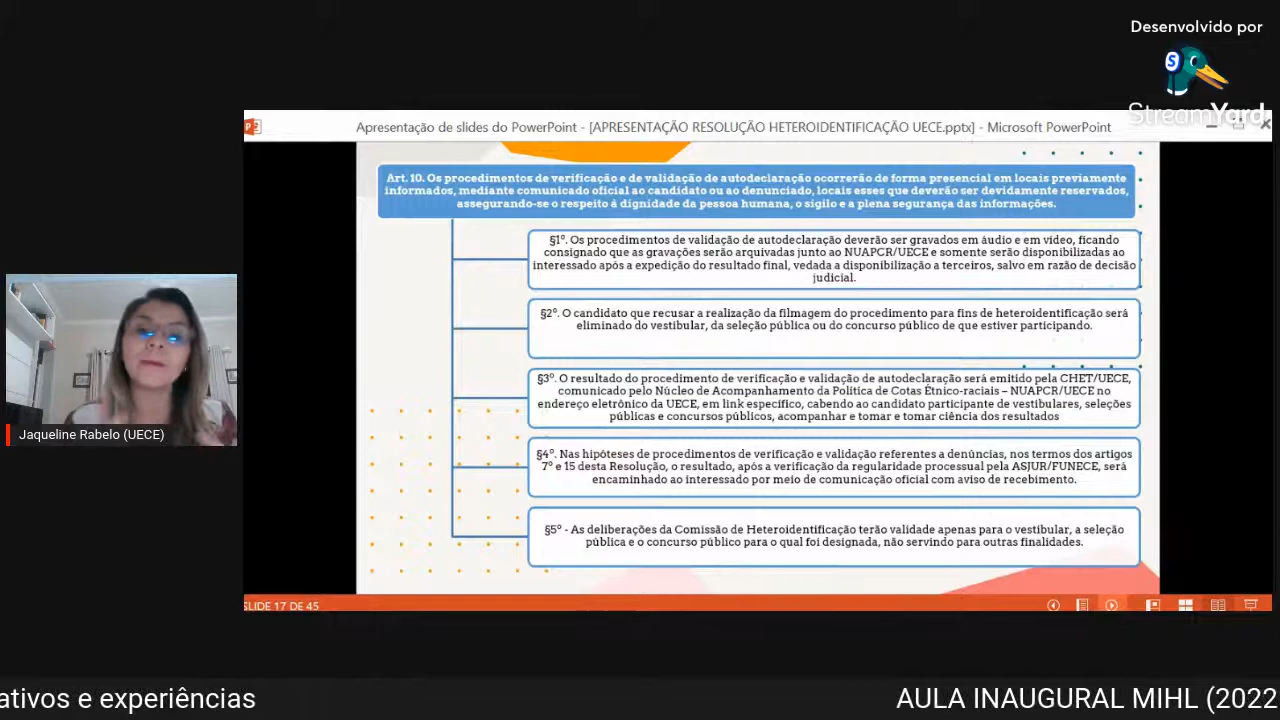 Desenvolvido por
StreamYard
Apresentação de slides do PowerPoint - [APRESENTAÇÃO RESOLUÇÃO HETEROIDENTIFICAÇÃO UECE.pptx] - Microsoft PowerPoint
Art. 10. Os procedimentos de verificação e de validação de autodeclaração ocorrerão de forma presencial em locais previamente
informados, mediante comunicado oficial ao candidato ou ao denunciado, locais esses que deverão ser devidamente reservados,
assegurando-se o respeito à dignidade da pessoa humana, o sigilo e a plena segurança das informações.
§1º. Os procedimentos de validação de autodeclaração deverão ser gravados em áudio e em vídeo, ficando
consignado que as gravações serão arquivadas junto ao NUAPCR/UECE e somente serão disponibilizadas ao
interessado após a expedição do resultado final, vedada a disponibilização a terceiros, salvo em razão de decisão
judicial.
§2º. O candidato que recusar a realização da filmagem do procedimento para fins de heteroidentificação será
eliminado do vestibular, da seleção pública ou do concurso público de que estiver participando.
§3º. O resultado do procedimento de verificação e validação de autodeclaração será emitido pela CHET/UECE,
comunicado pelo Núcleo de Acompanhamento da Política de Cotas Étnico-raciais – NUAPCR/UECE no
endereço eletrônico da UECE, em link específico, cabendo ao candidato participante de vestibulares, seleções
públicas e concursos públicos, acompanhar e tomar e tomar ciência dos resultados
§4º. Nas hipóteses de procedimentos de verificação e validação referentes a denúncias, nos termos dos artigos
7º e 15 desta Resolução, o resultado, após a verificação da regularidade processual pela ASJUR/FUNECE, será
encaminhado ao interessado por meio de comunicação oficial com aviso de recebimento.
§5º - As deliberações da Comissão de Heteroidentificação terão validade apenas para o vestibular, a seleção
pública e o concurso público para o qual foi designada, não servindo para outras finalidades.
Jaqueline Rabelo (UECE)
SLIDE 17 DE 45
ativos e experiências
AULA INAUGURAL MIHL (2022